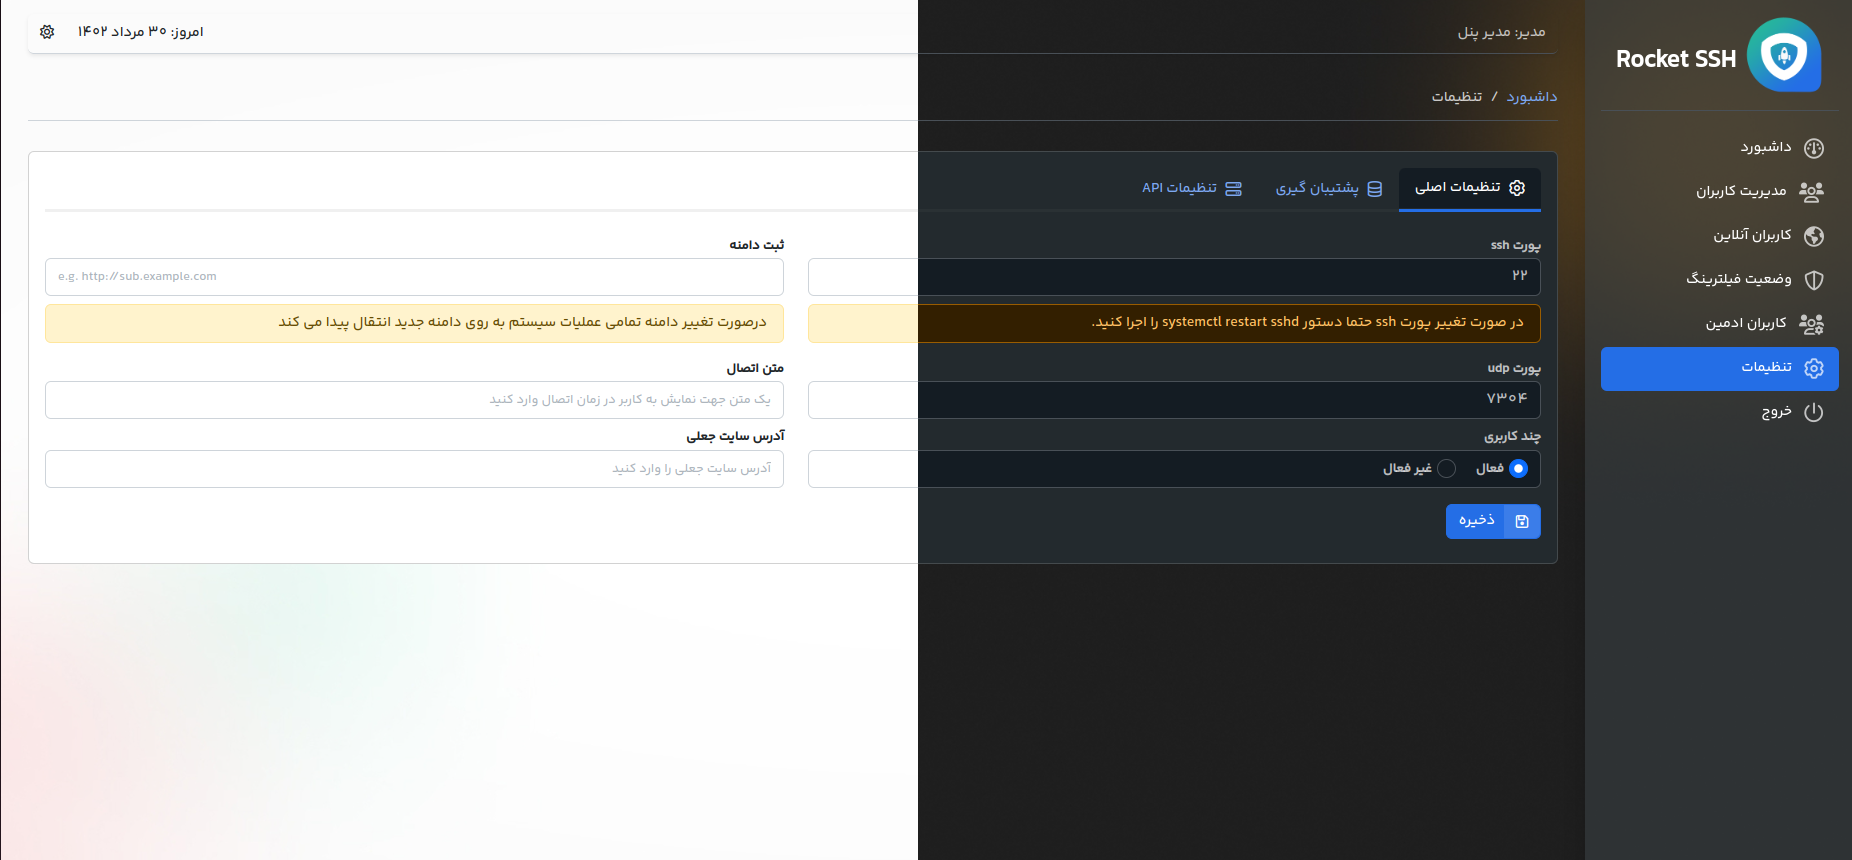 Rocket SSH
داشبورد
مدیریت کاربران
کاربران آنلاین
وضعیت فیلترینگ
کاربران ادمین
تنظیمات
خروج
مدیر: مدیر پنل
امروز: ۳۰ مرداد ۱۴۰۲
داشبورد / تنظیمات
تنظیمات اصلی
پشتیبان گیری
تنظیمات API
پورت ssh
۲۲
در صورت تغییر پورت ssh حتما دستور systemctl restart sshd را اجرا کنید.
ثبت دامنه
e.g. http://sub.example.com
درصورت تغییر دامنه تمامی عملیات سیستم به روی دامنه جدید انتقال پیدا می کند
پورت udp
۷۳۰۴
متن اتصال
یک متن جهت نمایش به کاربر در زمان اتصال وارد کنید
چند کاربری
فعال
غیر فعال
آدرس سایت جعلی
آدرس سایت جعلی را وارد کنید
ذخیره